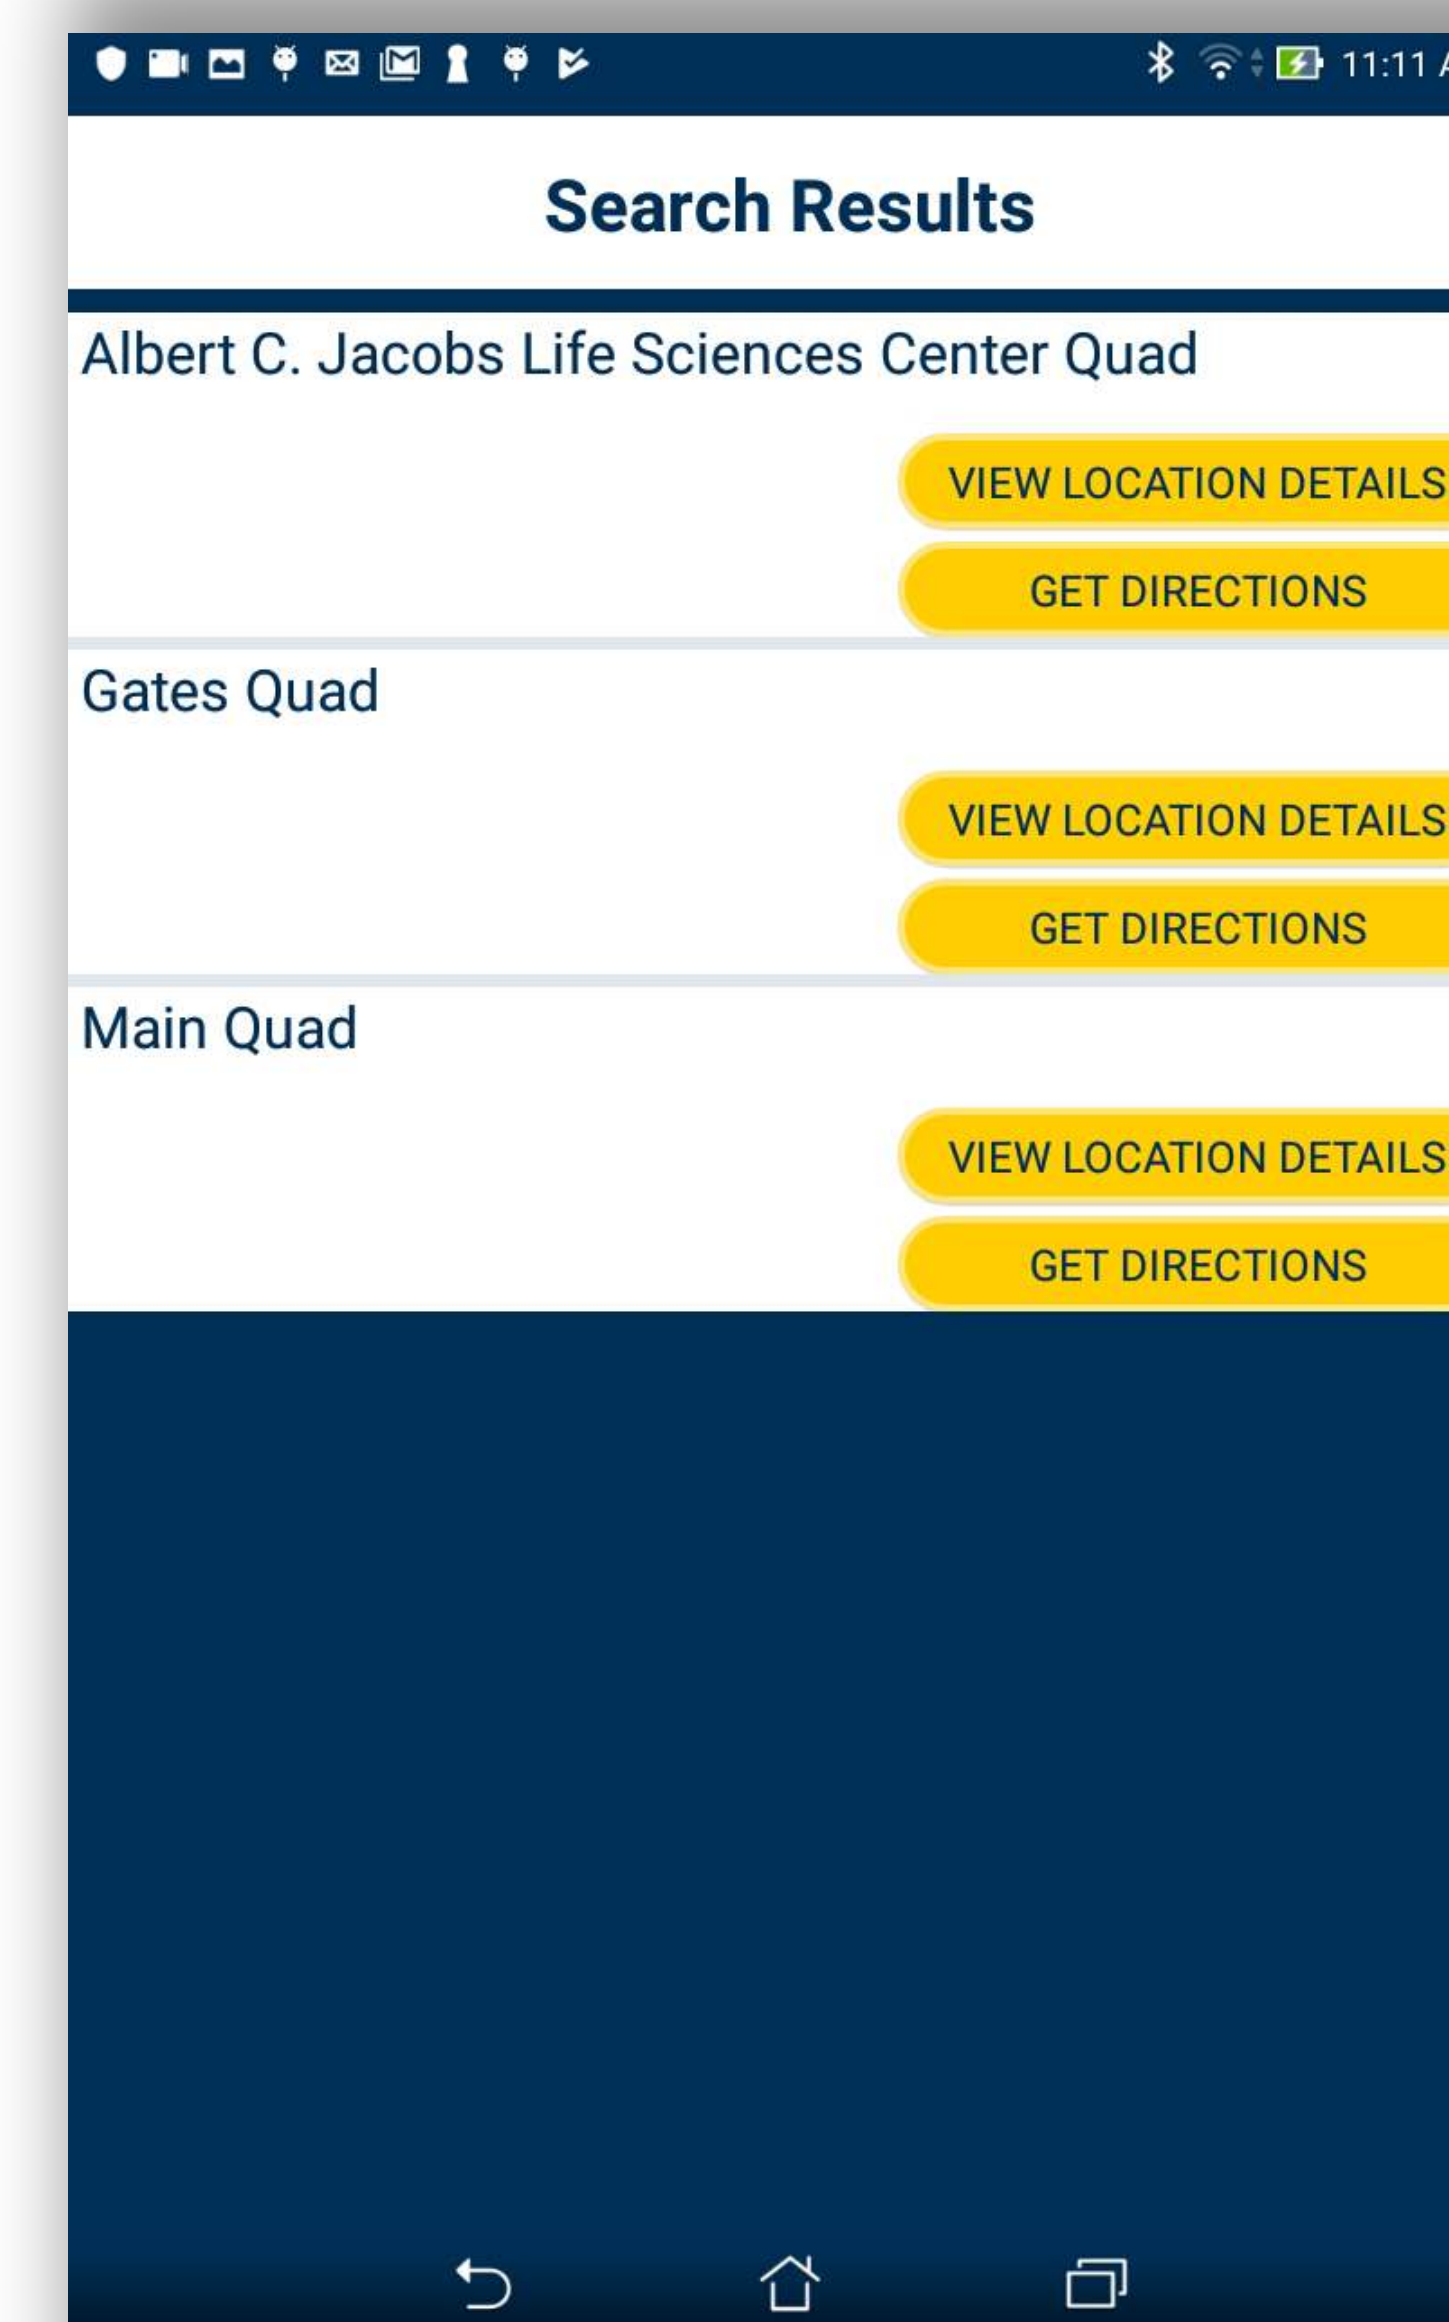 11:11 A
Search Results
Albert C. Jacobs Life Sciences Center Quad
VIEW LOCATION DETAILS
GET DIRECTIONS
Gates Quad
VIEW LOCATION DETAILS
GET DIRECTIONS
Main Quad
VIEW LOCATION DETAILS
GET DIRECTIONS